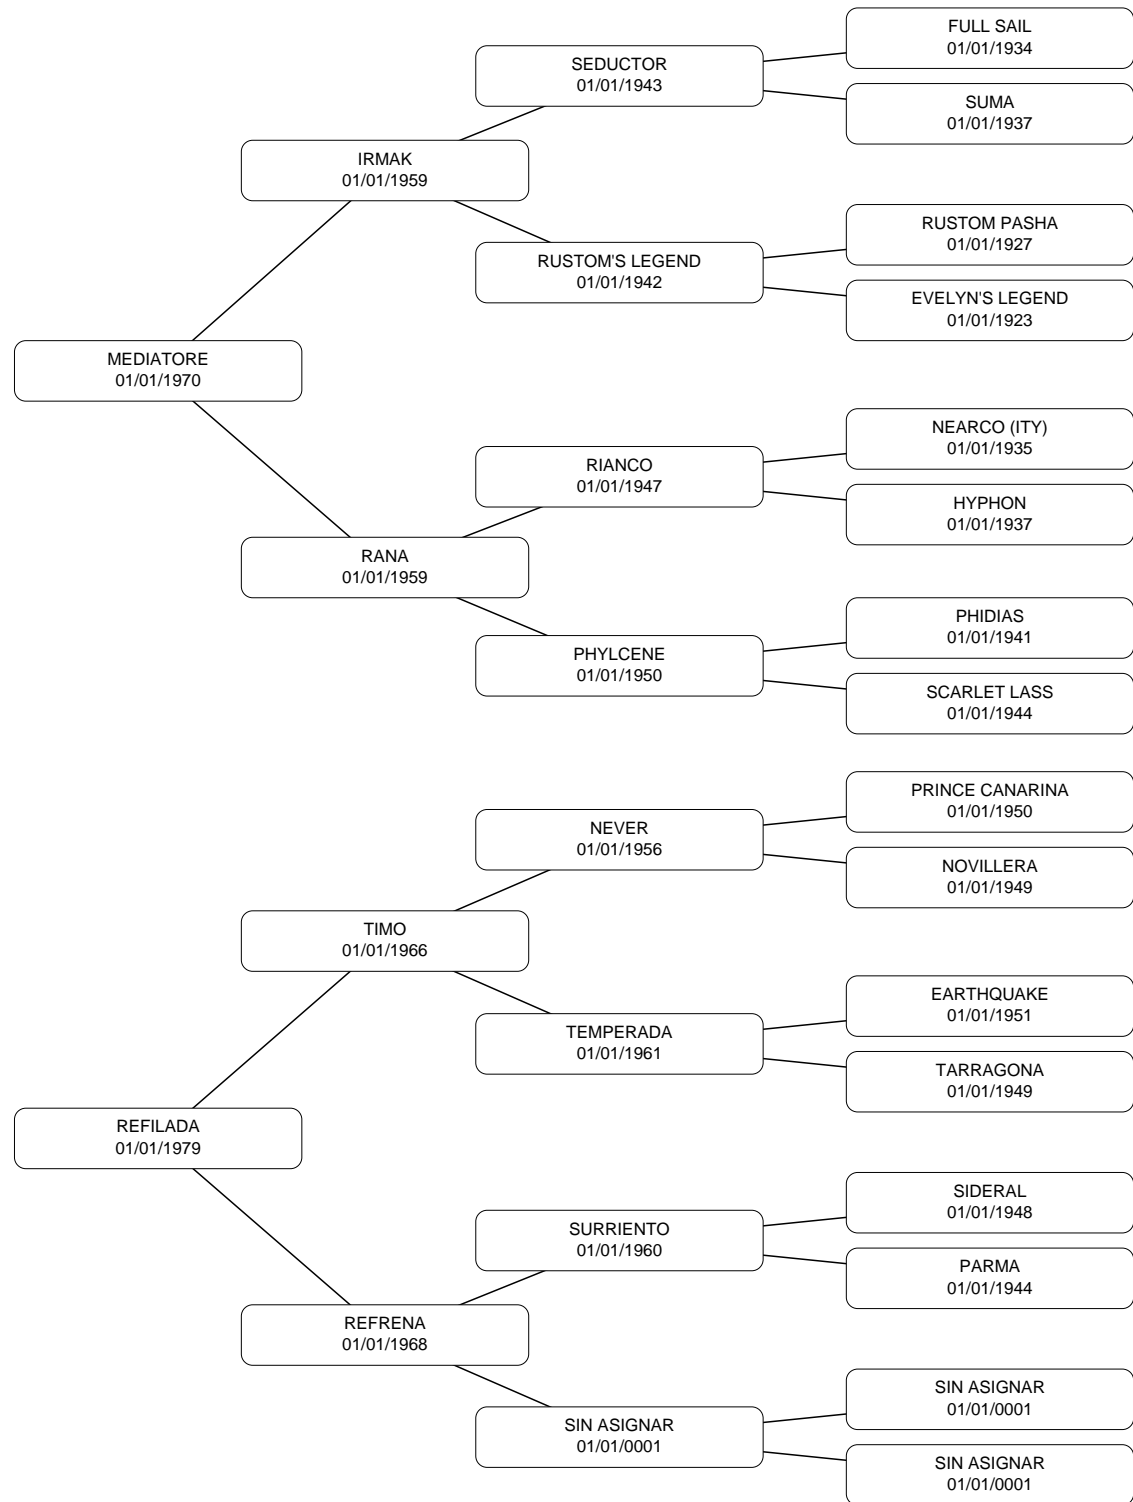 FULL SAIL
01/01/1934
SEDUCTOR
01/01/1943
SUMA
01/01/1937
IRMAK
01/01/1959
RUSTOM PASHA
01/01/1927
RUSTOM'S LEGEND
01/01/1942
EVELYN'S LEGEND
01/01/1923
MEDIATORE
01/01/1970
NEARCO (ITY)
01/01/1935
RIANCO
01/01/1947
HYPHON
01/01/1937
RANA
01/01/1959
PHIDIAS
01/01/1941
PHYLCENE
01/01/1950
SCARLET LASS
01/01/1944
PRINCE CANARINA
01/01/1950
NEVER
01/01/1956
NOVILLERA
01/01/1949
TIMO
01/01/1966
EARTHQUAKE
01/01/1951
TEMPERADA
01/01/1961
TARRAGONA
01/01/1949
REFILADA
01/01/1979
SIDERAL
01/01/1948
SURRIENTO
01/01/1960
PARMA
01/01/1944
REFRENA
01/01/1968
SIN ASIGNAR
01/01/0001
SIN ASIGNAR
01/01/0001
SIN ASIGNAR
01/01/0001